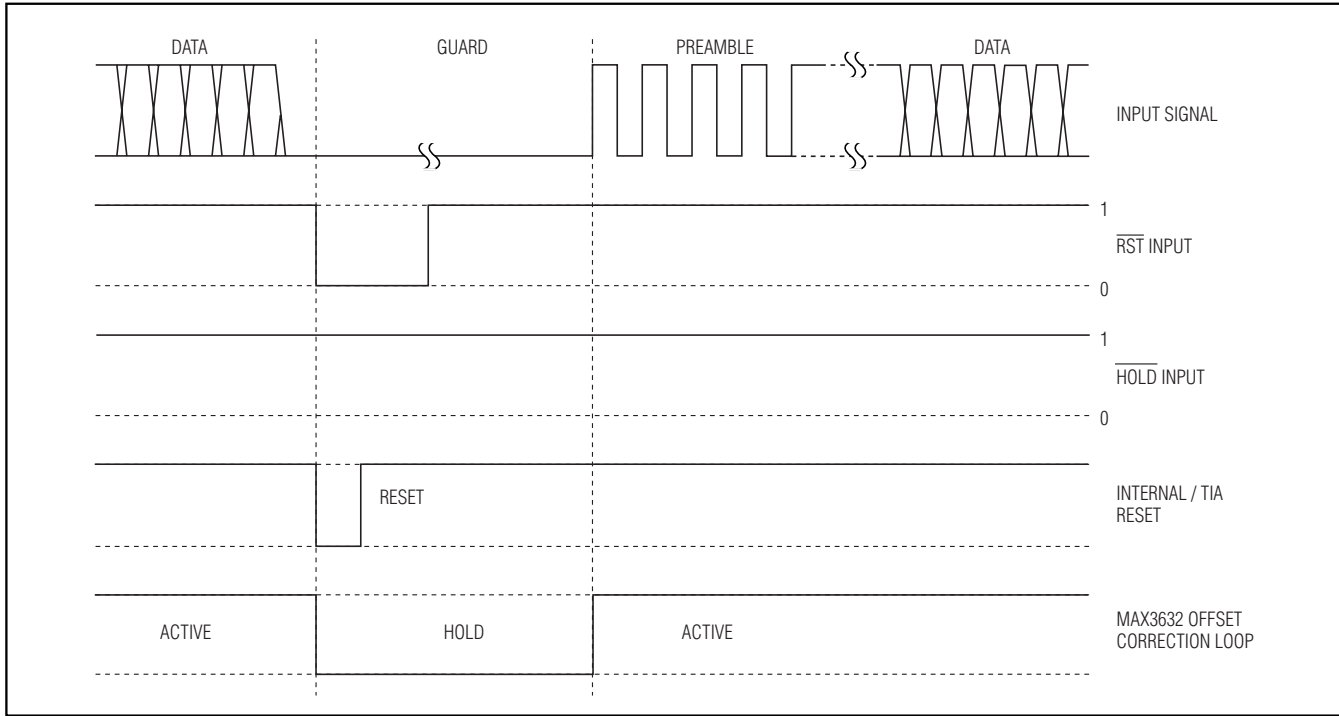 DATA GUARD PREAMBLE DATA
INPUT SIGNAL
1
RST INPUT
0
1
HOLD INPUT
0
RESET
INTERNAL / TIA
RESET
ACTIVE HOLD ACTIVE
MAX3632 OFFSET
CORRECTION LOOP